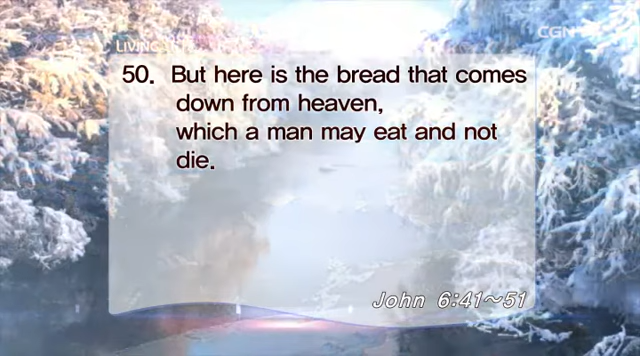 CGN
LIVING
50. But here is the bread that comes
down from heaven,
which a man may eat and not
die.
John 6:41~51